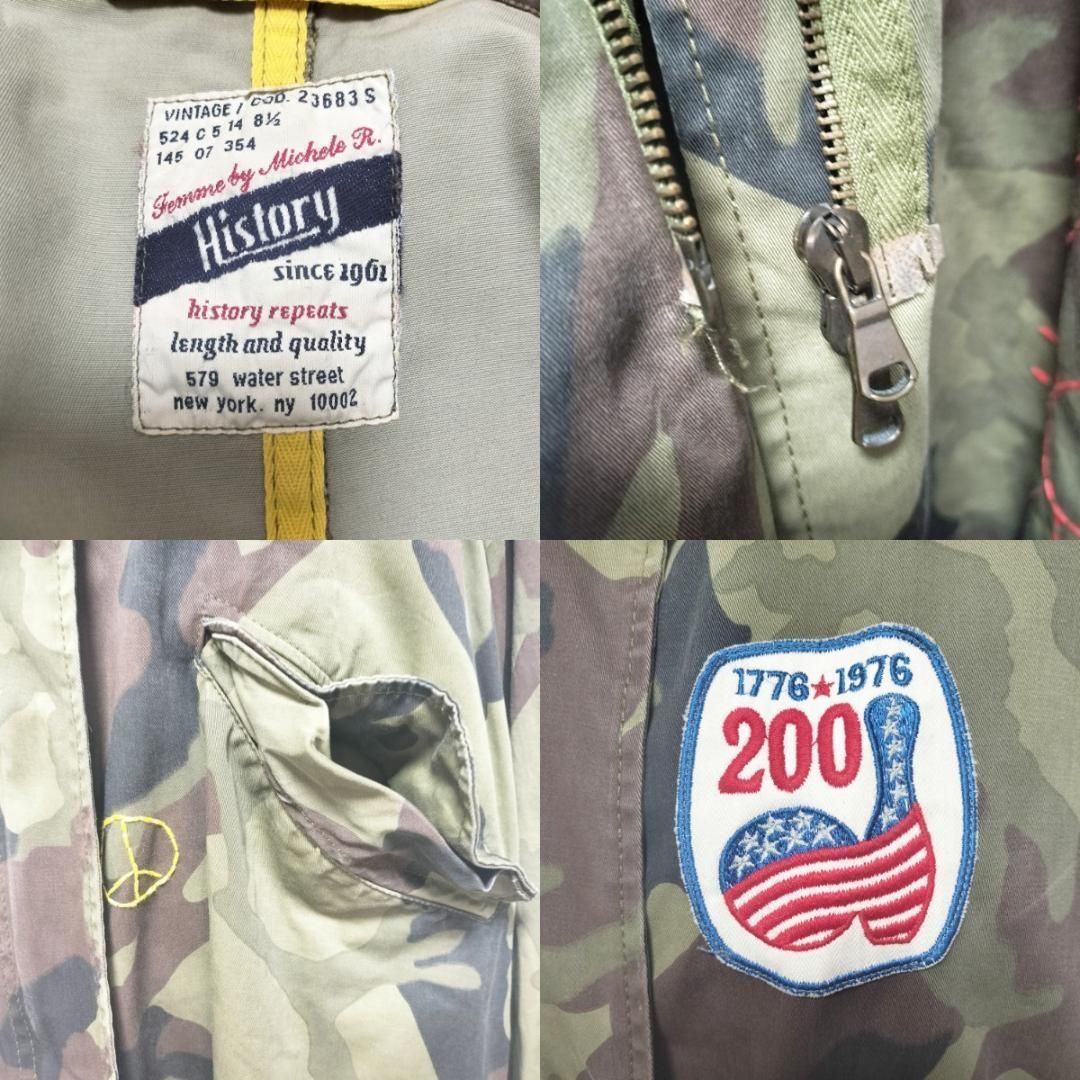 VINTAGE / COD. 23683 S
524 C 5 14 8½
145 07 354
Femme by Michele R.
History
since 1961
history repeats
length and quality
579 water street
new york. ny 10002
1776★1976
200